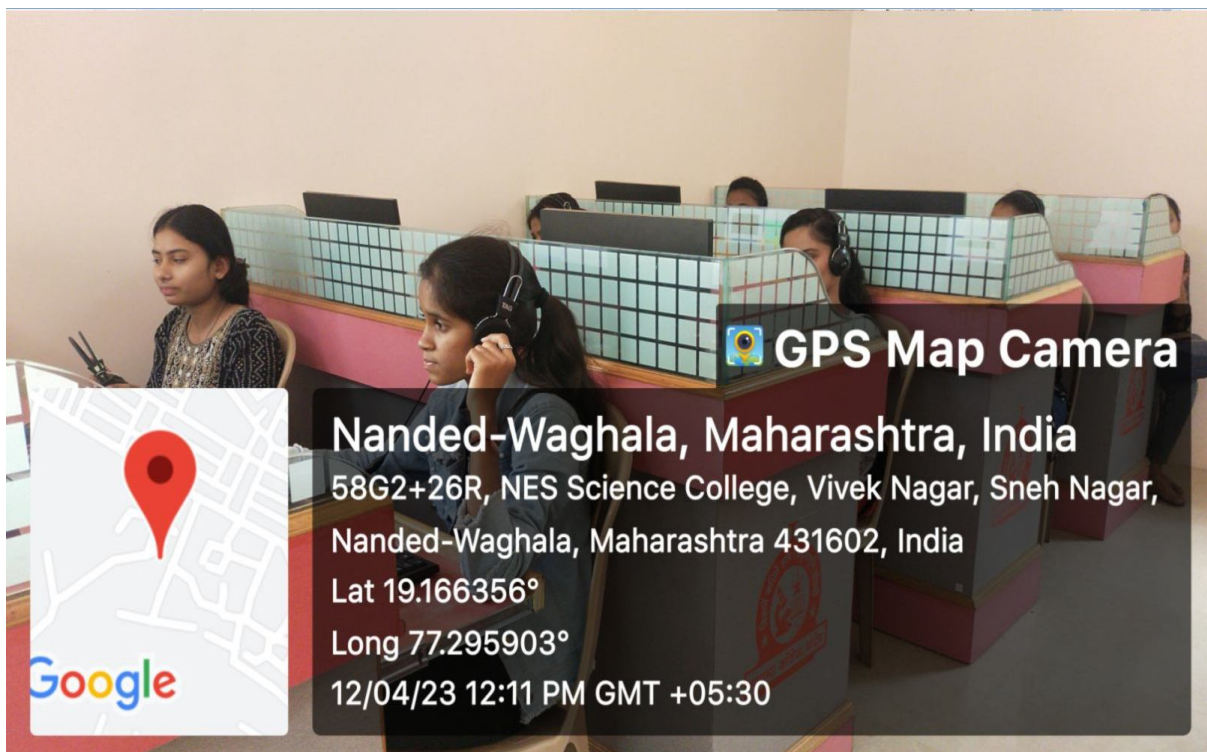 GPS Map Camera
Nanded-Waghala, Maharashtra, India
58G2+26R, NES Science College, Vivek Nagar, Sneh Nagar,
Nanded-Waghala, Maharashtra 431602, India
Lat 19.166356°
Long 77.295903°
12/04/23 12:11 PM GMT +05:30
Google